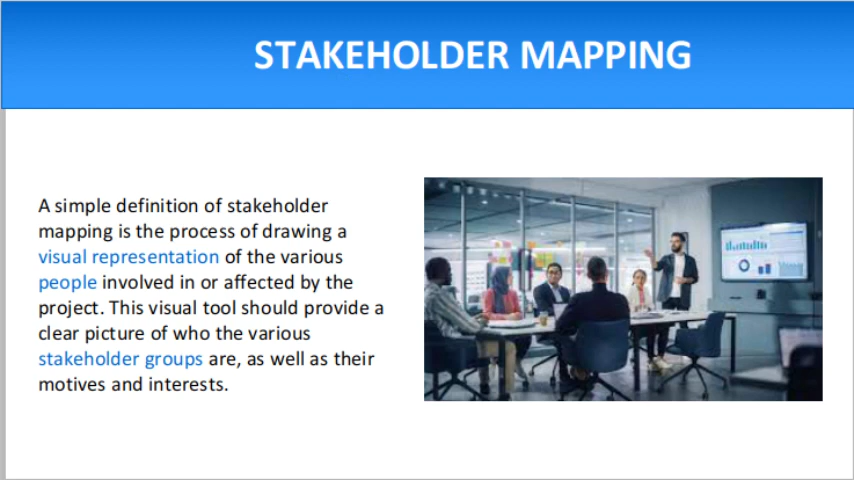 STAKEHOLDER MAPPING
A simple definition of stakeholder
mapping is the process of drawing a
visual representation of the various
people involved in or affected by the
project. This visual tool should provide a
clear picture of who the various
stakeholder groups are, as well as their
motives and interests.